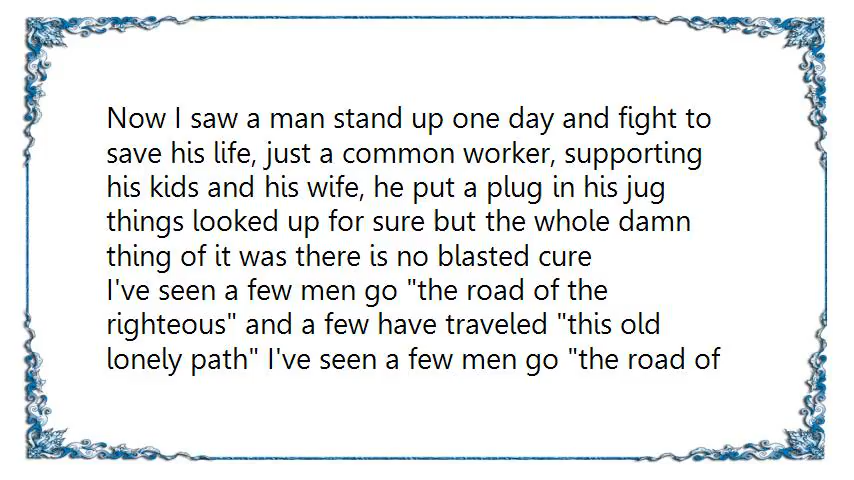 Now I saw a man stand up one day and fight to
save his life, just a common worker, supporting
his kids and his wife, he put a plug in his jug
things looked up for sure but the whole damn
thing of it was there is no blasted cure
I've seen a few men go "the road of the
righteous" and a few have traveled "this old
lonely path" I've seen a few men go "the road of